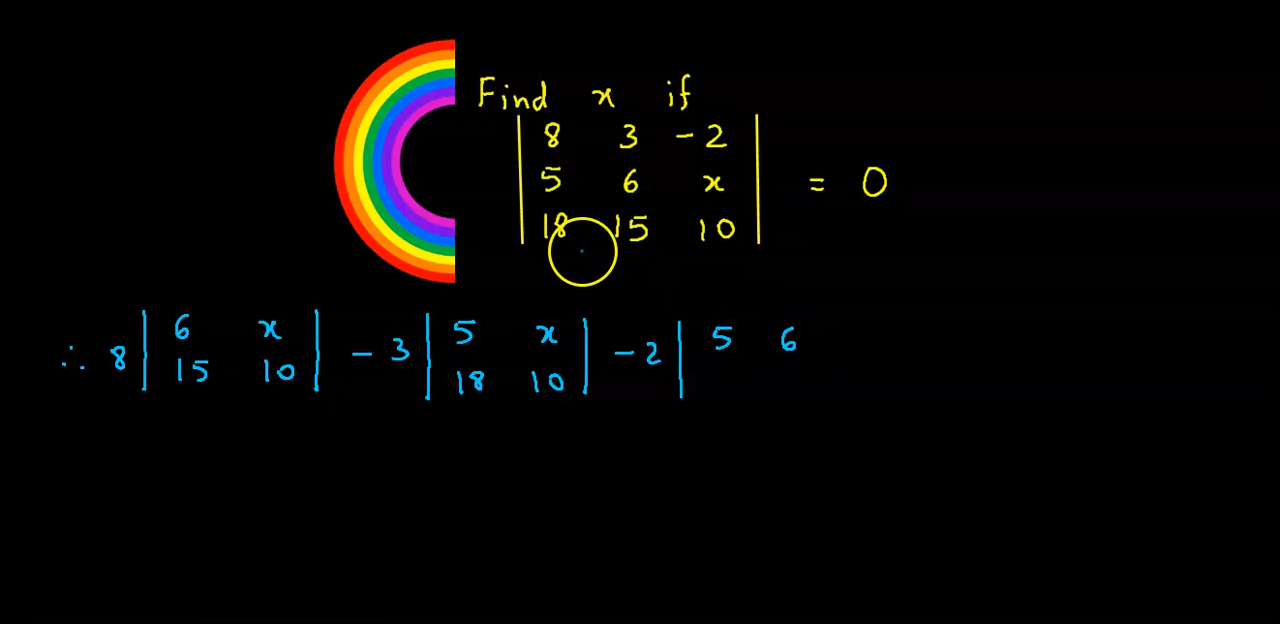 Find x if
| 8 3 -2 |
| 5 6 x | = 0
| 18 15 10 |
∴ 8 | 6 x | - 3 | 5 x | - 2 | 5 6
15 10 18 10